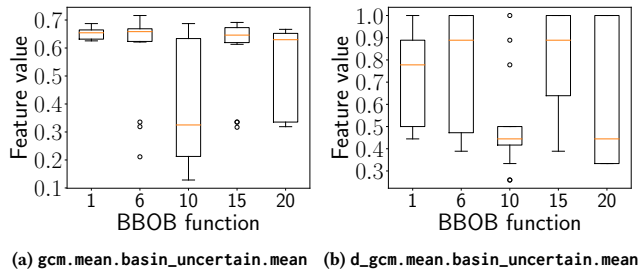 0.7
0.6
0.5
0.4
0.3
0.2
0.1
Feature value
1 6 10 15 20
BBOB function
(a) gcm.mean.basin_uncertain.mean
1.0
0.9
0.8
0.7
0.6
0.5
0.4
0.3
Feature value
1 6 10 15 20
BBOB function
(b) d_gcm.mean.basin_uncertain.mean